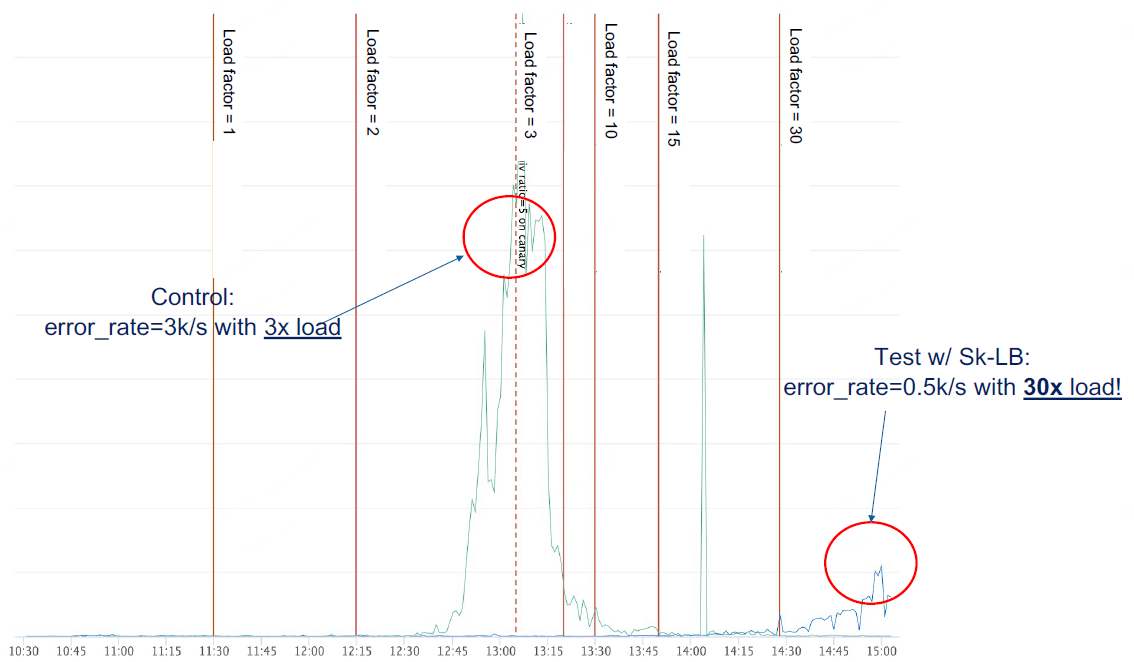 Load factor = 1
Load factor = 2
Load factor = 3
Load factor = 10
Load factor = 15
Load factor = 30
ratio=5 on canary
Control:
error_rate=3k/s with 3x load
Test w/ Sk-LB:
error_rate=0.5k/s with 30x load!
10:30 10:45 11:00 11:15 11:30 11:45 12:00 12:15 12:30 12:45 13:00 13:15 13:30 13:45 14:00 14:15 14:30 14:45 15:00